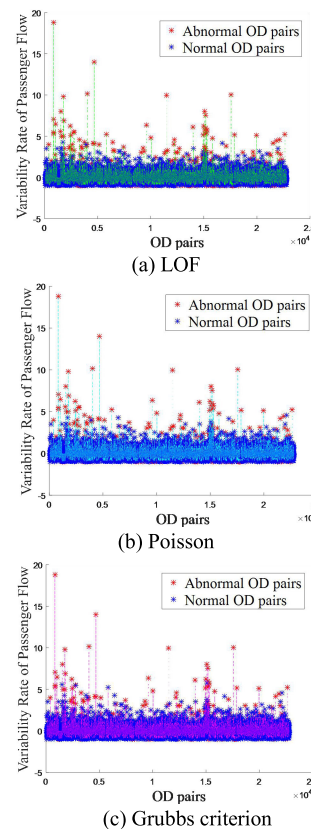 Variability Rate of Passenger Flow
20
15
10
5
0
-5
* Abnormal OD pairs
* Normal OD pairs
0 0.5 1 1.5 2 2.5
×10⁴
OD pairs
(a) LOF
Variability Rate of Passenger Flow
20
15
10
5
0
-5
* Abnormal OD pairs
* Normal OD pairs
0 0.5 1 1.5 2
OD pairs
(b) Poisson
Variability Rate of Passenger Flow
20
15
10
5
0
-5
* Abnormal OD pairs
* Normal OD pairs
0 0.5 1 1.5 2 2.5
×10⁴
OD pairs
(c) Grubbs criterion